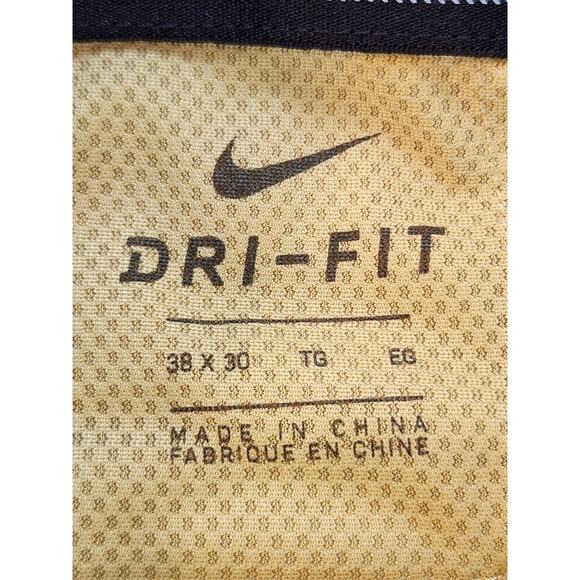 DRI-FIT
38 X 30 TG EG
MADE IN CHINA
FABRIQUE EN CHINE